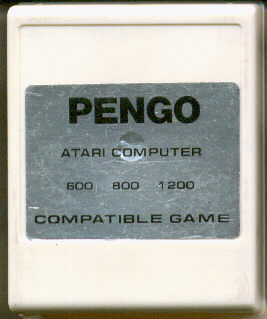 PENGO
ATARI COMPUTER
600 800 1200
COMPATIBLE GAME